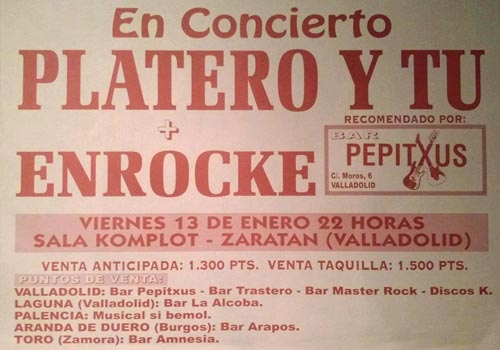 En Concierto
PLATERO Y TU
+
ENROCKE
RECOMENDADO POR:
BAR
PEPITXUS
C/. Moros, 6
VALLADOLID
VIERNES 13 DE ENERO 22 HORAS
SALA KOMPLOT - ZARATAN (VALLADOLID)
VENTA ANTICIPADA: 1.300 PTS. VENTA TAQUILLA: 1.500 PTS.
PUNTOS DE VENTA:
VALLADOLID: Bar Pepitxus - Bar Trastero - Bar Master Rock - Discos K.
LAGUNA (Valladolid): Bar La Alcoba.
PALENCIA: Musical si bemol.
ARANDA DE DUERO (Burgos): Bar Arapos.
TORO (Zamora): Bar Amnesia.